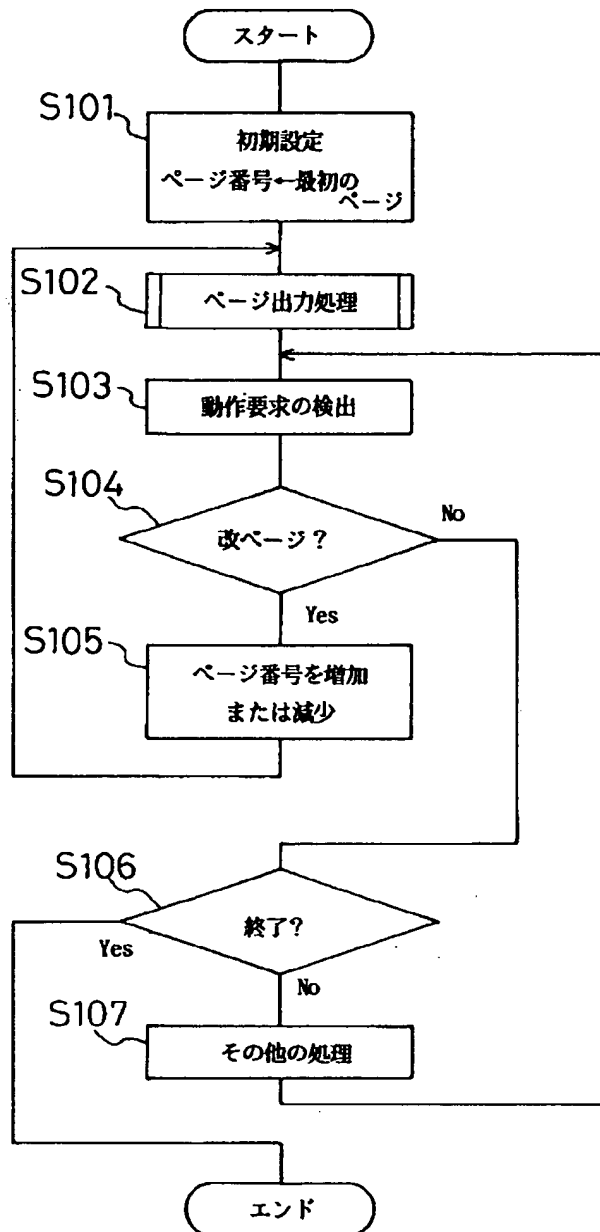 スタート
S101
初期設定
ページ番号←最初の
ページ
S102
ページ出力処理
S103
動作要求の検出
S104
改ページ？
No
Yes
S105
ページ番号を増加
または減少
S106
終了？
Yes
No
S107
その他の処理
エンド